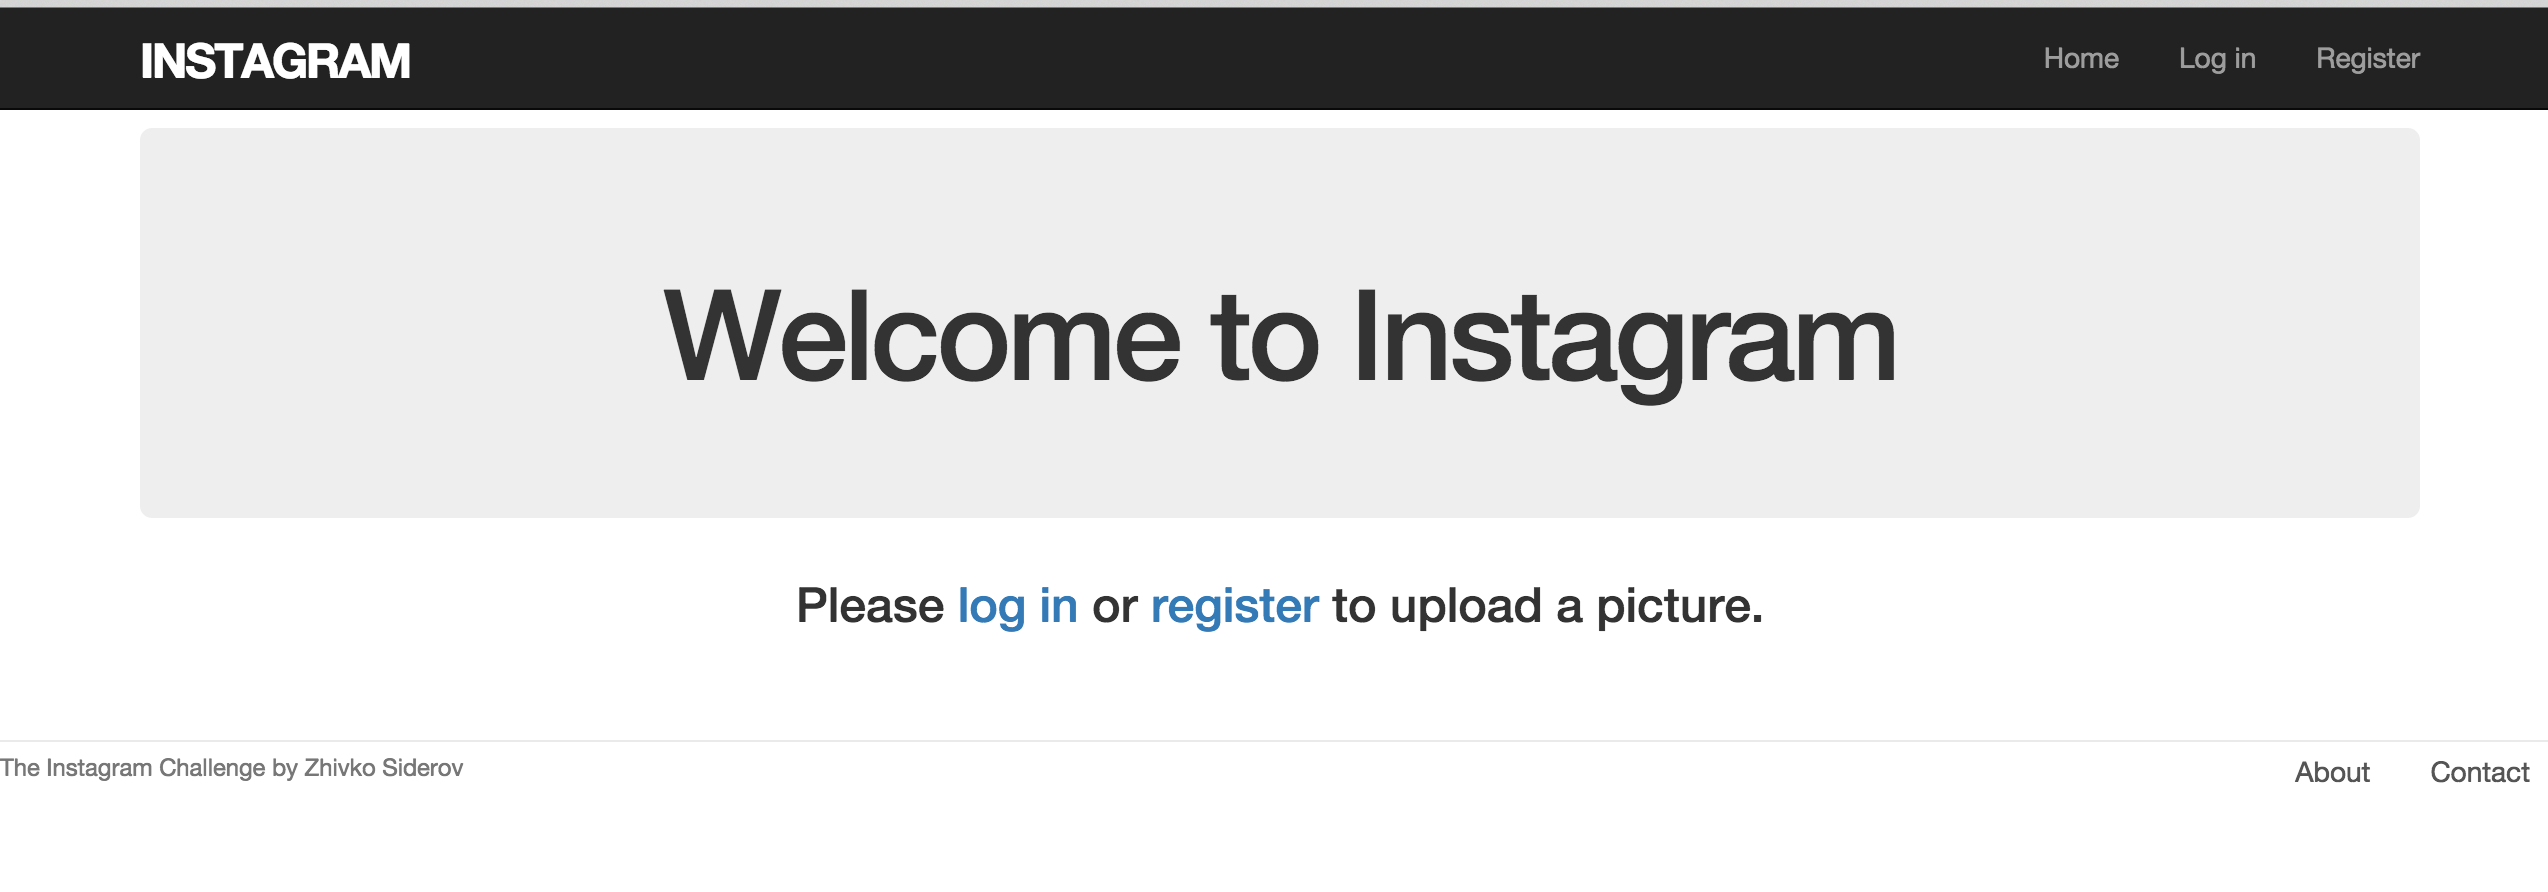 INSTAGRAM Home Log in Register
Welcome to Instagram
Please log in or register to upload a picture.
The Instagram Challenge by Zhivko Siderov About Contact